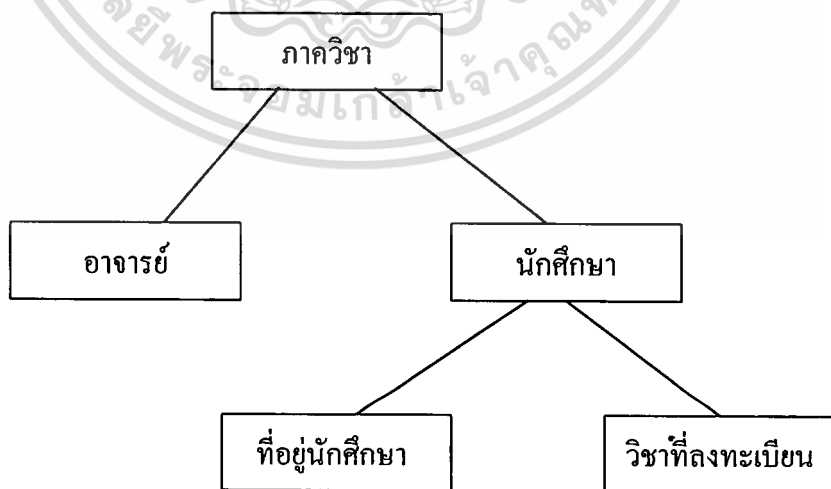 ภาควิชา
อาจารย์
นักศึกษา
ที่อยู่นักศึกษา
วิชาที่ลงทะเบียน